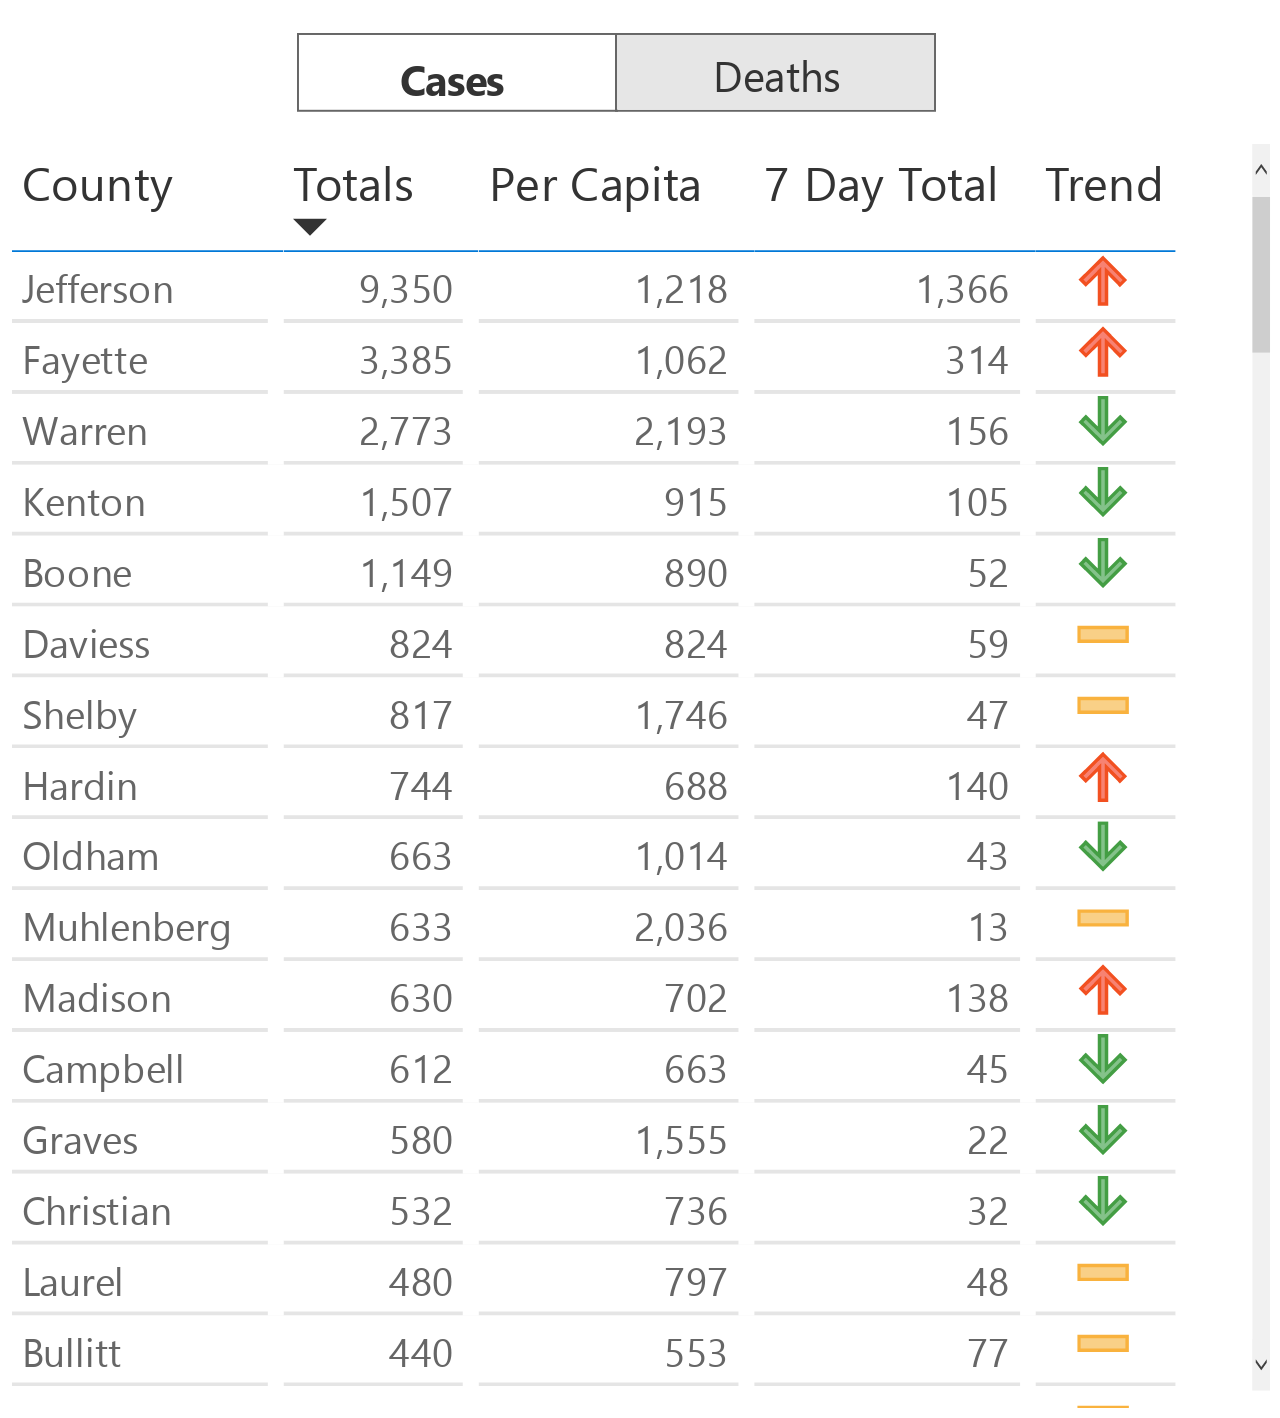 Cases Deaths
County Totals Per Capita 7 Day Total Trend
Jefferson 9,350 1,218 1,366
Fayette 3,385 1,062 314
Warren 2,773 2,193 156
Kenton 1,507 915 105
Boone 1,149 890 52
Daviess 824 824 59
Shelby 817 1,746 47
Hardin 744 688 140
Oldham 663 1,014 43
Muhlenberg 633 2,036 13
Madison 630 702 138
Campbell 612 663 45
Graves 580 1,555 22
Christian 532 736 32
Laurel 480 797 48
Bullitt 440 553 77